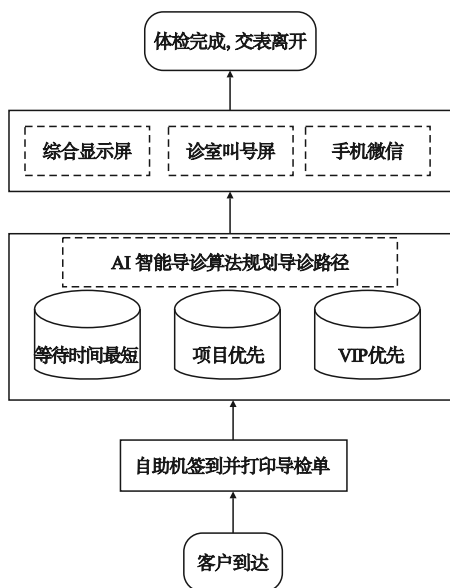 体检完成, 交表离开
综合显示屏
诊室叫号屏
手机微信
AI 智能导诊算法规划导诊路径
等待时间最短
项目优先
VIP优先
自助机签到并打印导检单
客户到达